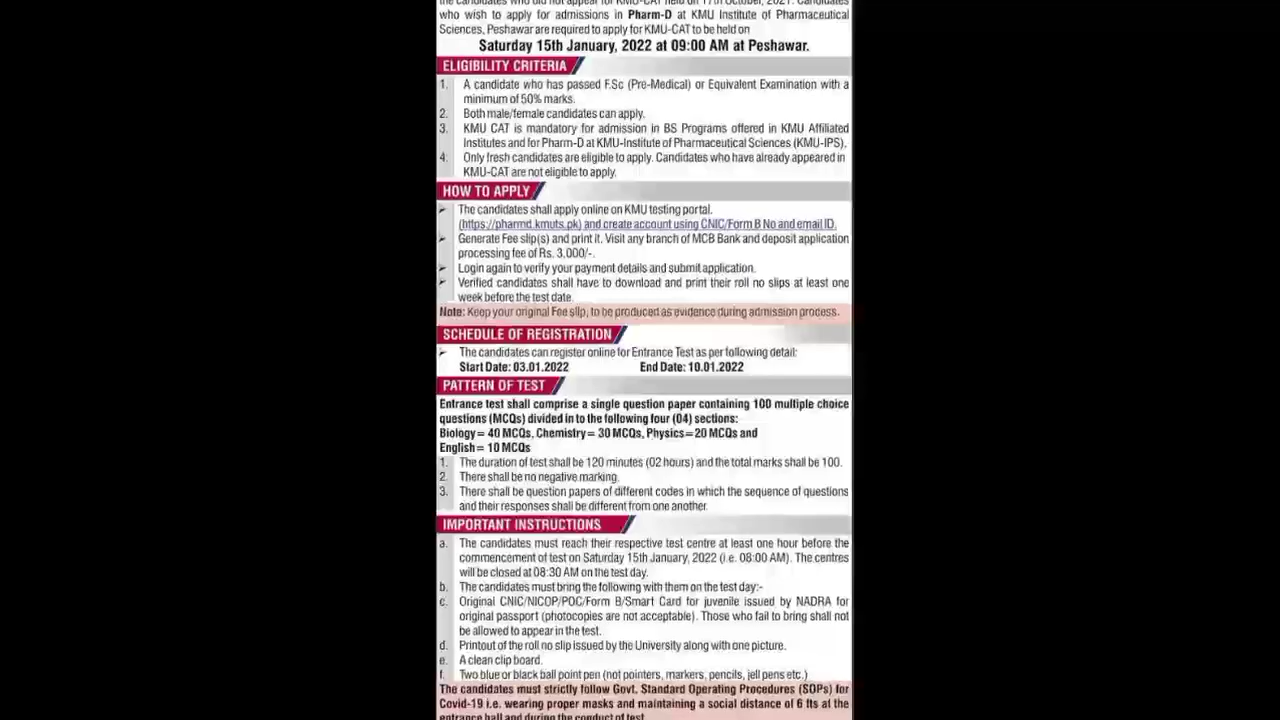 the candidates who did not appear for KMU-CAT held on 17th October, 2021. Candidates
who wish to apply for admissions in Pharm-D at KMU Institute of Pharmaceutical
Sciences, Peshawar are required to apply for KMU-CAT to be held on
Saturday 15th January, 2022 at 09:00 AM at Peshawar.
ELIGIBILITY CRITERIA
1. A candidate who has passed F.Sc (Pre-Medical) or Equivalent Examination with a
minimum of 50% marks.
2. Both male/female candidates can apply.
3. KMU CAT is mandatory for admission in BS Programs offered in KMU Affiliated
Institutes and for Pharm-D at KMU-Institute of Pharmaceutical Sciences (KMU-IPS).
4. Only fresh candidates are eligible to apply. Candidates who have already appeared in
KMU-CAT are not eligible to apply.
HOW TO APPLY
➢ The candidates shall apply online on KMU testing portal.
(https://pharmd.kmuts.pk) and create account using CNIC/Form B No and email ID.
➢ Generate Fee slip(s) and print it. Visit any branch of MCB Bank and deposit application
processing fee of Rs. 3,000/-.
➢ Login again to verify your payment details and submit application.
➢ Verified candidates shall have to download and print their roll no slips at least one
week before the test date.
Note: Keep your original Fee slip, to be produced as evidence during admission process.
SCHEDULE OF REGISTRATION
➢ The candidates can register online for Entrance Test as per following detail:
Start Date: 03.01.2022 End Date: 10.01.2022
PATTERN OF TEST
Entrance test shall comprise a single question paper containing 100 multiple choice
questions (MCQs) divided in to the following four (04) sections:
Biology= 40 MCQs, Chemistry= 30 MCQs, Physics=20 MCQs and
English= 10 MCQs
1. The duration of test shall be 120 minutes (02 hours) and the total marks shall be 100.
2. There shall be no negative marking.
3. There shall be question papers of different codes in which the sequence of questions
and their responses shall be different from one another.
IMPORTANT INSTRUCTIONS
a. The candidates must reach their respective test centre at least one hour before the
commencement of test on Saturday 15th January, 2022 (i.e. 08:00 AM). The centres
will be closed at 08:30 AM on the test day.
b. The candidates must bring the following with them on the test day:-
c. Original CNIC/NICOP/POC/Form B/Smart Card for juvenile issued by NADRA for
original passport (photocopies are not acceptable). Those who fail to bring shall not
be allowed to appear in the test.
d. Printout of the roll no slip issued by the University along with one picture.
e. A clean clip board.
f. Two blue or black ball point pen (not pointers, markers, pencils, jell pens etc.)
The candidates must strictly follow Govt. Standard Operating Procedures (SOPs) for
Covid-19 i.e. wearing proper masks and maintaining a social distance of 6 fts at the
entrance hall and during the conduct of test.